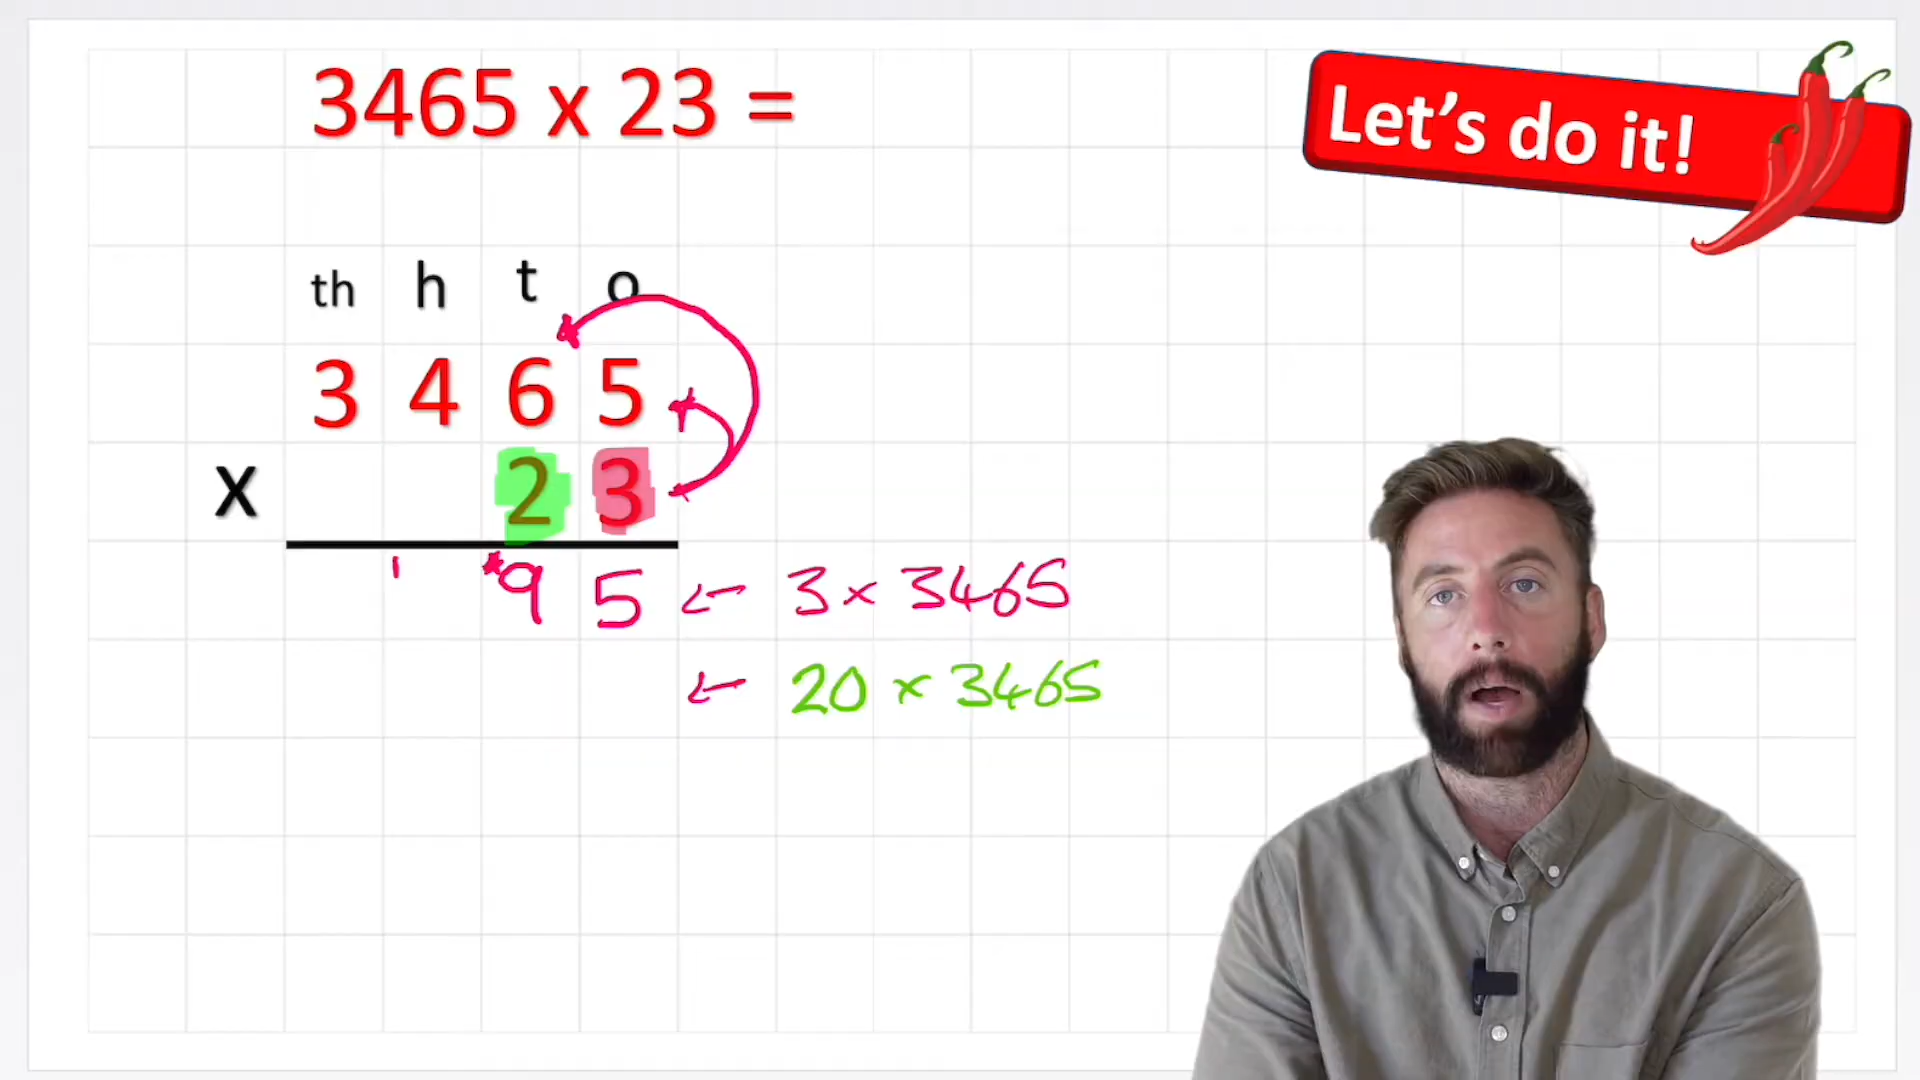 3465 x 23 =
Let's do it!
th h t o
3 4 6 5
x 2 3
1 9 5 ← 3 × 3465
← 20 × 3465